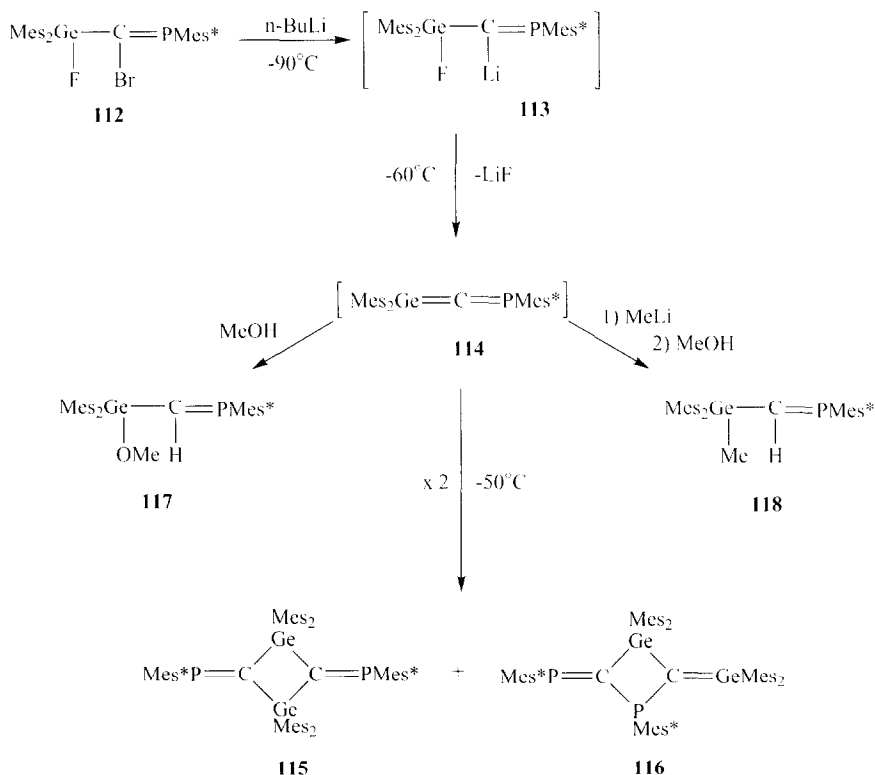 Mes₂Ge C PMes* n-BuLi Mes₂Ge C PMes*
F Br -90°C F Li
112 113
-60°C -LiF
Mes₂Ge C PMes*
MeOH 114 1) MeLi
2) MeOH
Mes₂Ge C PMes* Mes₂Ge C PMes*
OMe H Me H
117 x 2 -50°C 118
Mes₂ Mes₂
Ge Ge
Mes*P C C PMes* + Mes*P C C GeMes₂
Ge P
Mes₂ Mes*
115 116